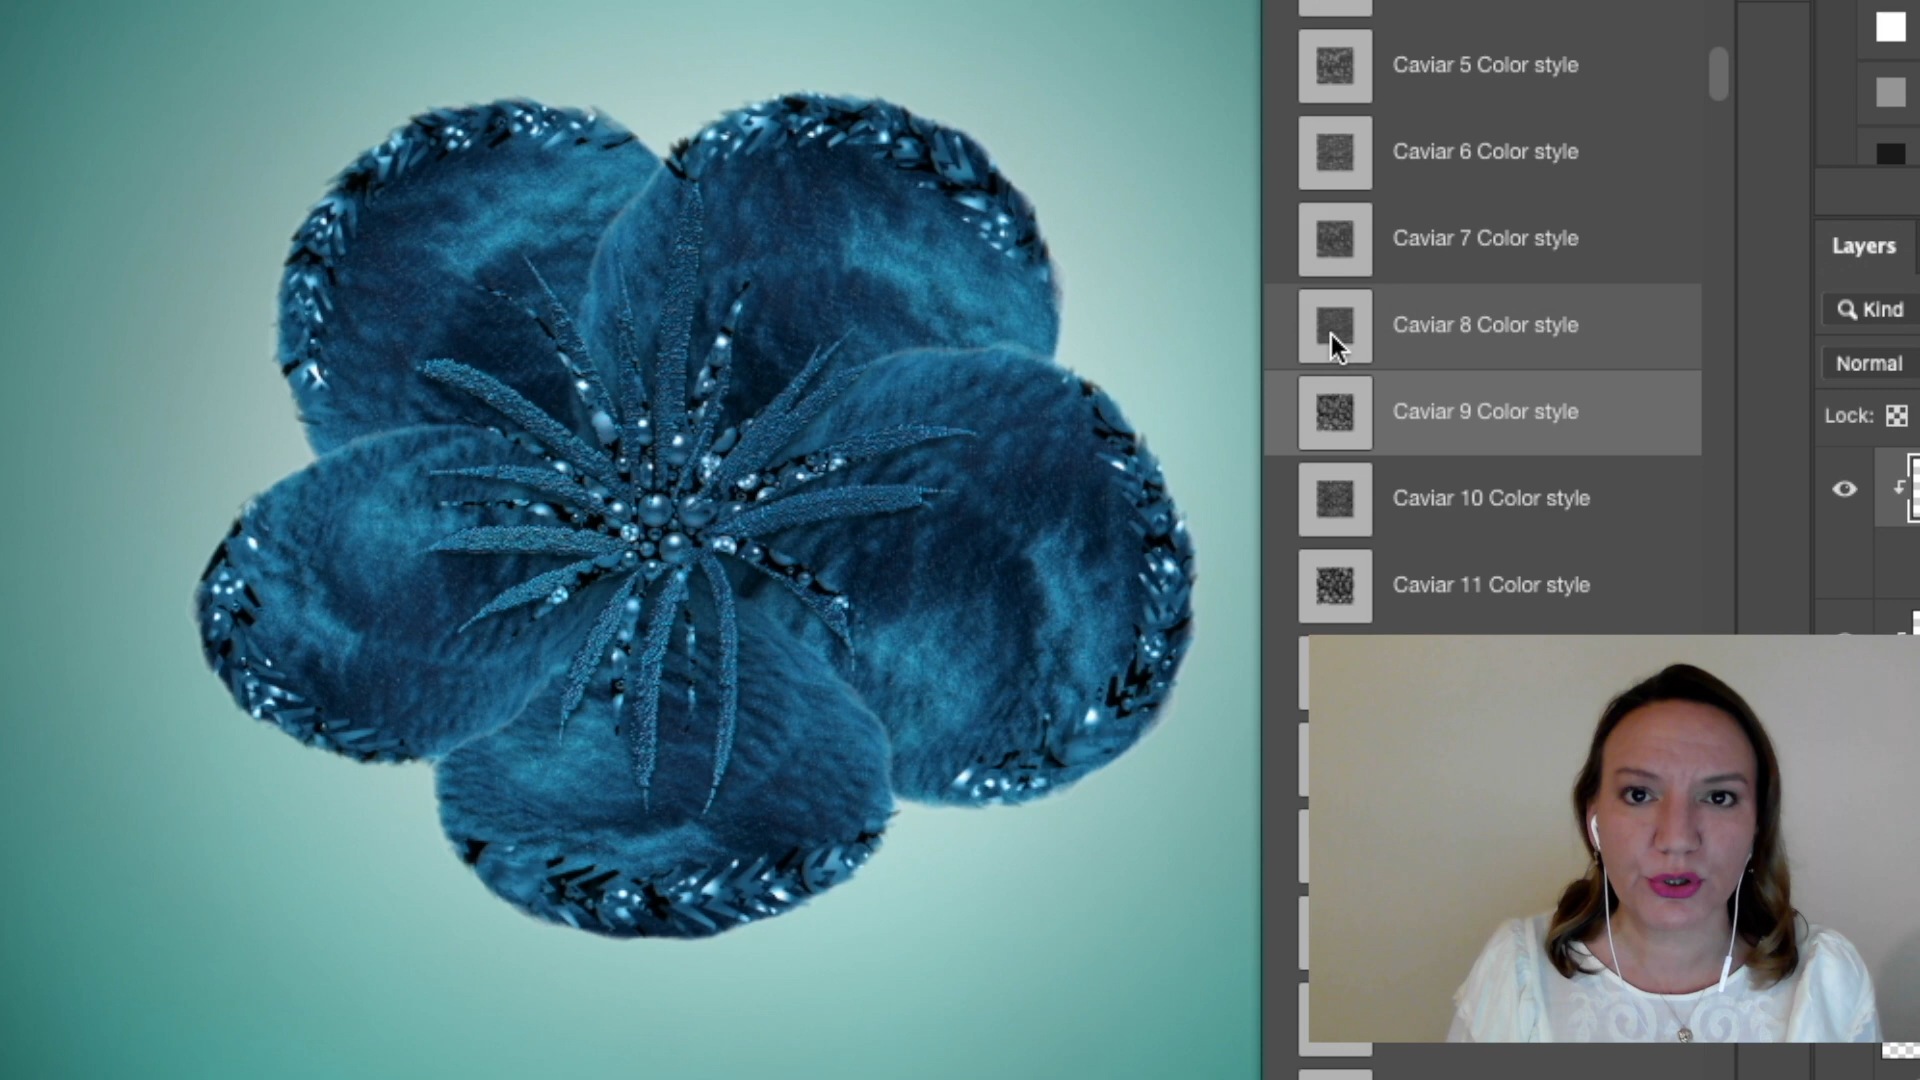 Caviar 5 Color style
Caviar 6 Color style
Caviar 7 Color style
Caviar 8 Color style
Caviar 9 Color style
Caviar 10 Color style
Caviar 11 Color style
Layers
Kind
Normal
Lock: